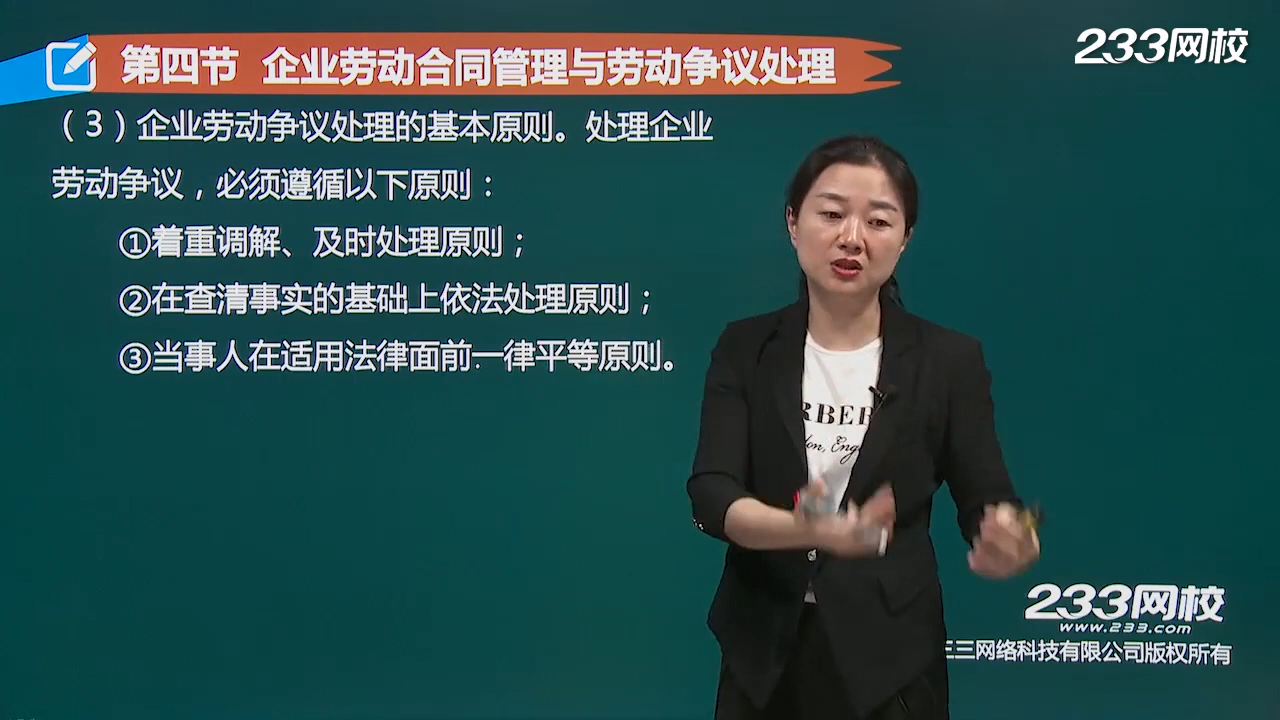 第四节 企业劳动合同管理与劳动争议处理
233网校
（3）企业劳动争议处理的基本原则。处理企业
劳动争议，必须遵循以下原则：
①着重调解、及时处理原则；
②在查清事实的基础上依法处理原则；
③当事人在适用法律面前一律平等原则。
RBER
don, Eng
233网校
www.233.com
三三网络科技有限公司版权所有